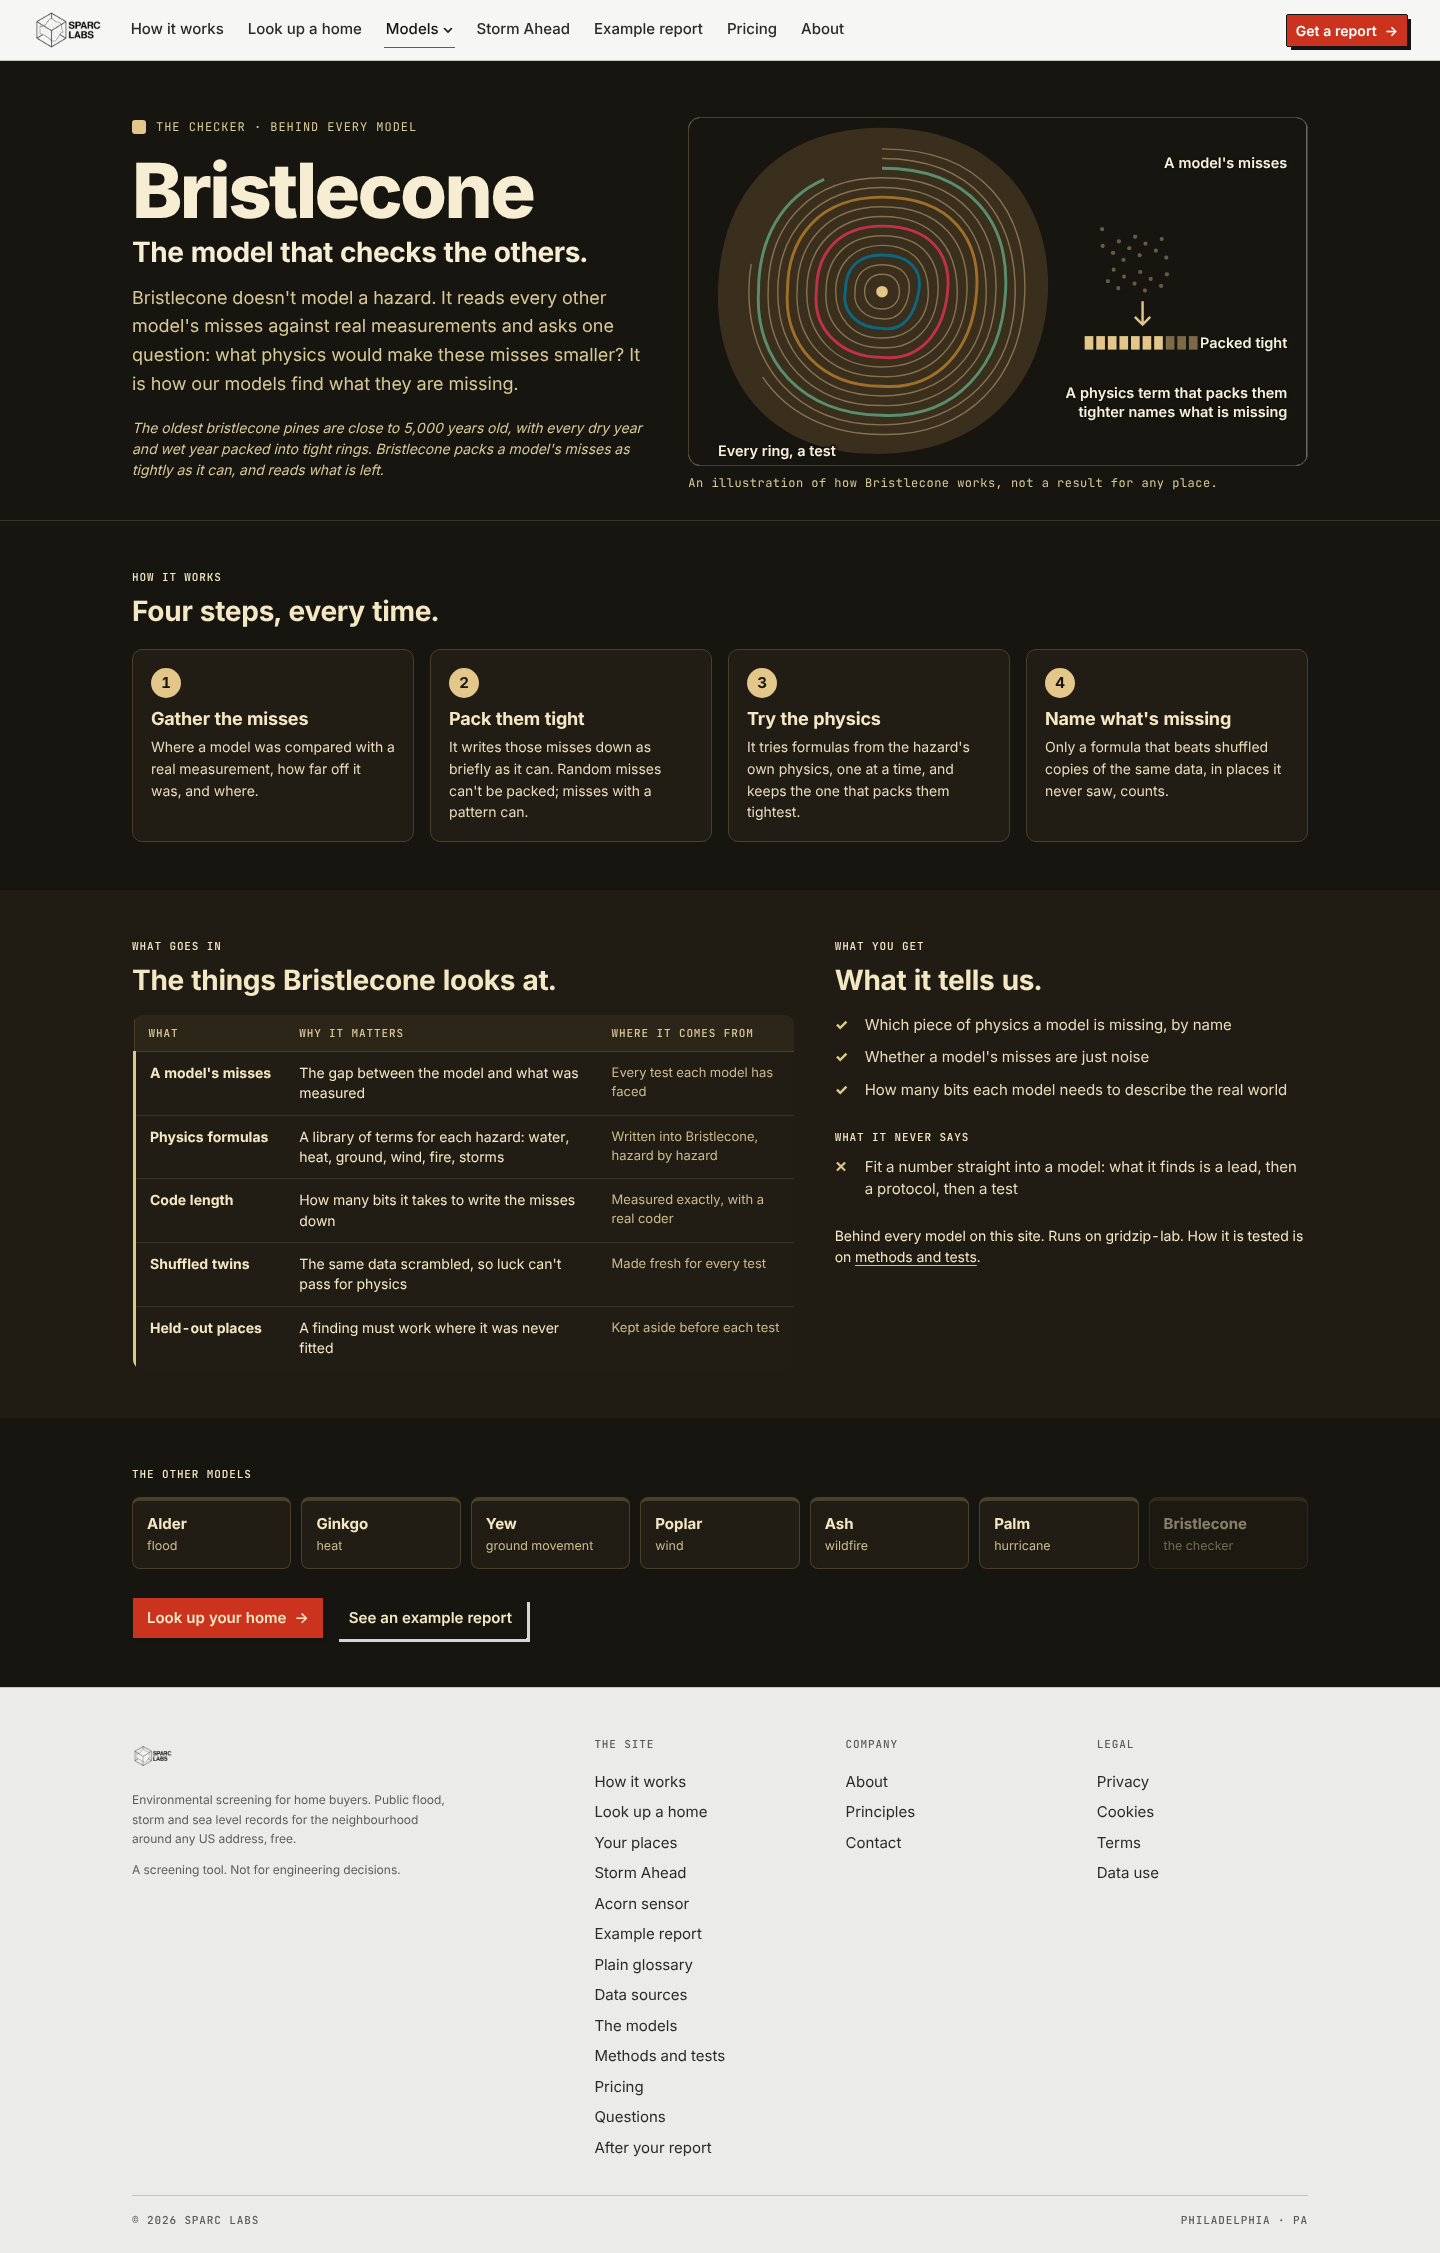 SPARC
LABS
How it works
Look up a home
Models
Storm Ahead
Example report
Pricing
About
Get a report →
THE CHECKER · BEHIND EVERY MODEL
Bristlecone
The model that checks the others.
Bristlecone doesn't model a hazard. It reads every other
model's misses against real measurements and asks one
question: what physics would make these misses smaller? It
is how our models find what they are missing.
The oldest bristlecone pines are close to 5,000 years old, with every dry year
and wet year packed into tight rings. Bristlecone packs a model's misses as
tightly as it can, and reads what is left.
A model's misses
Packed tight
A physics term that packs them
tighter names what is missing
Every ring, a test
An illustration of how Bristlecone works, not a result for any place.
HOW IT WORKS
Four steps, every time.
1
Gather the misses
Where a model was compared with a
real measurement, how far off it
was, and where.
2
Pack them tight
It writes those misses down as
briefly as it can. Random misses
can't be packed; misses with a
pattern can.
3
Try the physics
It tries formulas from the hazard's
own physics, one at a time, and
keeps the one that packs them
tightest.
4
Name what's missing
Only a formula that beats shuffled
copies of the same data, in places it
never saw, counts.
WHAT GOES IN
The things Bristlecone looks at.
WHAT
WHY IT MATTERS
WHERE IT COMES FROM
A model's misses
The gap between the model and what was
measured
Every test each model has
faced
Physics formulas
A library of terms for each hazard: water,
heat, ground, wind, fire, storms
Written into Bristlecone,
hazard by hazard
Code length
How many bits it takes to write the misses
down
Measured exactly, with a
real coder
Shuffled twins
The same data scrambled, so luck can't
pass for physics
Made fresh for every test
Held-out places
A finding must work where it was never
fitted
Kept aside before each test
WHAT YOU GET
What it tells us.
✓ Which piece of physics a model is missing, by name
✓ Whether a model's misses are just noise
✓ How many bits each model needs to describe the real world
WHAT IT NEVER SAYS
✕ Fit a number straight into a model: what it finds is a lead, then
a protocol, then a test
Behind every model on this site. Runs on gridzip-lab. How it is tested is
on methods and tests.
THE OTHER MODELS
Alder
flood
Ginkgo
heat
Yew
ground movement
Poplar
wind
Ash
wildfire
Palm
hurricane
Bristlecone
the checker
Look up your home →
See an example report
SPARC
LABS
Environmental screening for home buyers. Public flood,
storm and sea level records for the neighbourhood
around any US address, free.
A screening tool. Not for engineering decisions.
THE SITE
How it works
Look up a home
Your places
Storm Ahead
Acorn sensor
Example report
Plain glossary
Data sources
The models
Methods and tests
Pricing
Questions
After your report
COMPANY
About
Principles
Contact
LEGAL
Privacy
Cookies
Terms
Data use
© 2026 SPARC LABS
PHILADELPHIA · PA